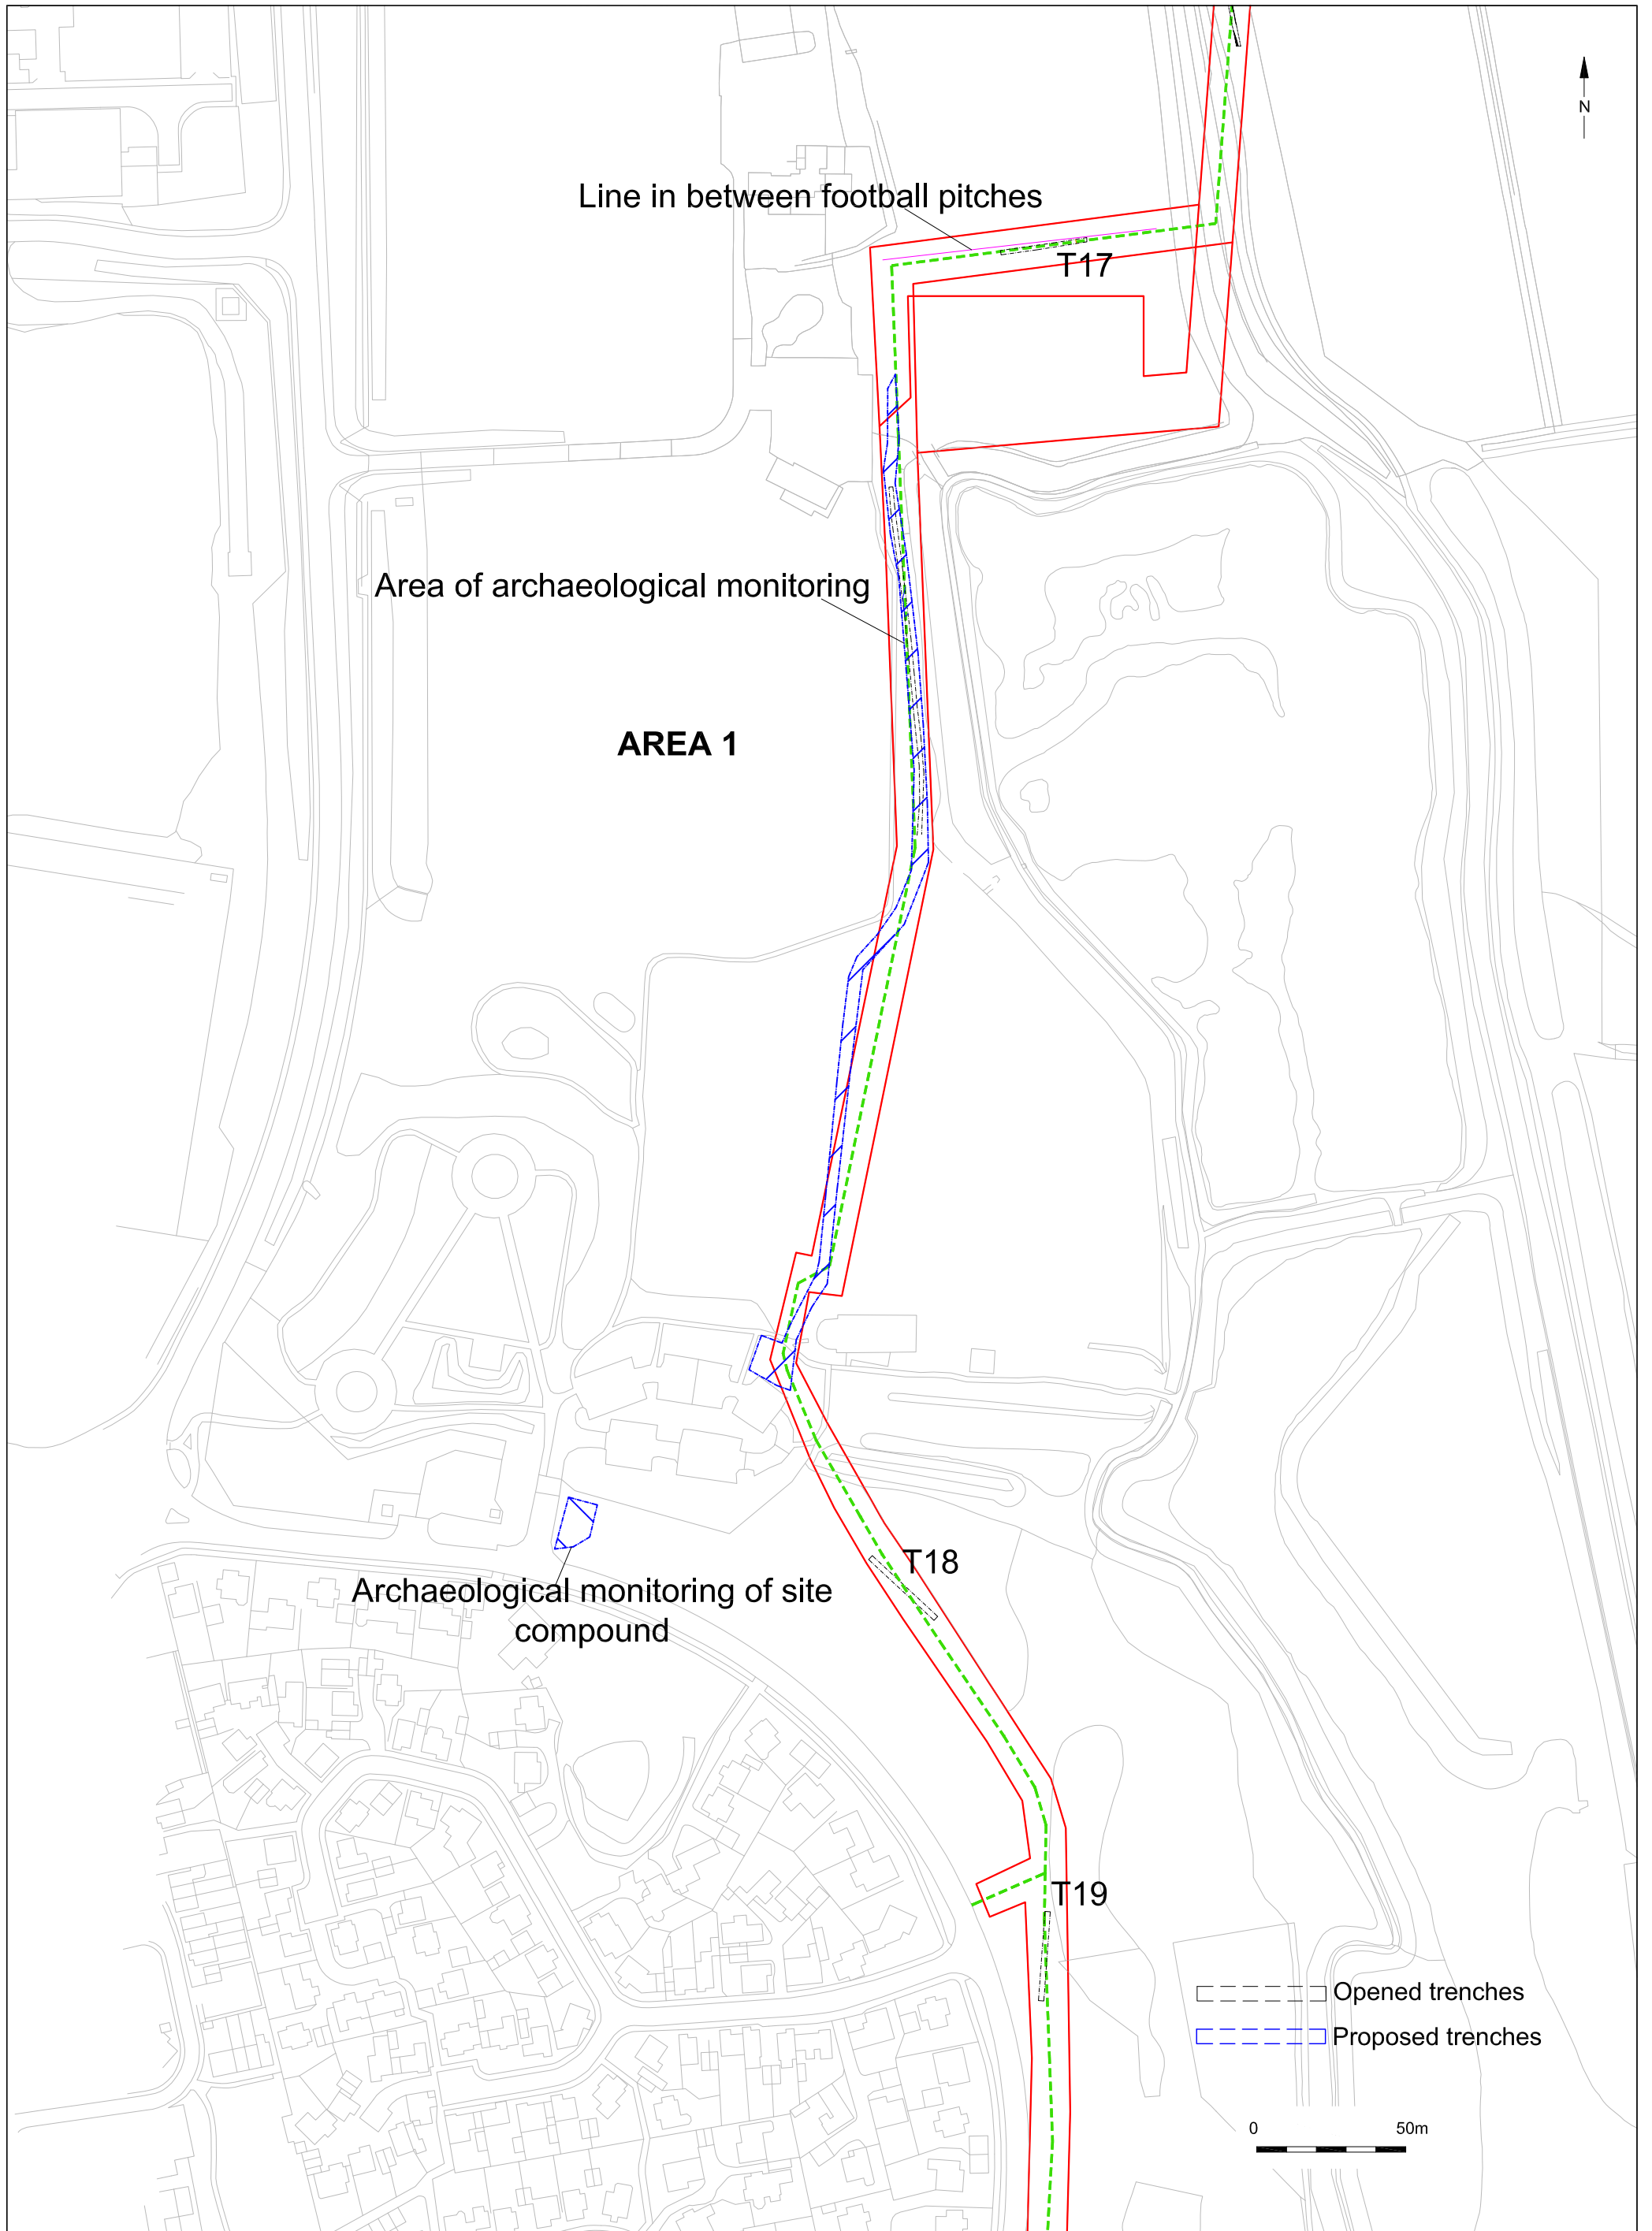 N
Line in between football pitches
T17
Area of archaeological monitoring
AREA 1
T18
Archaeological monitoring of site
compound
T19
Opened trenches
Proposed trenches
0 50m